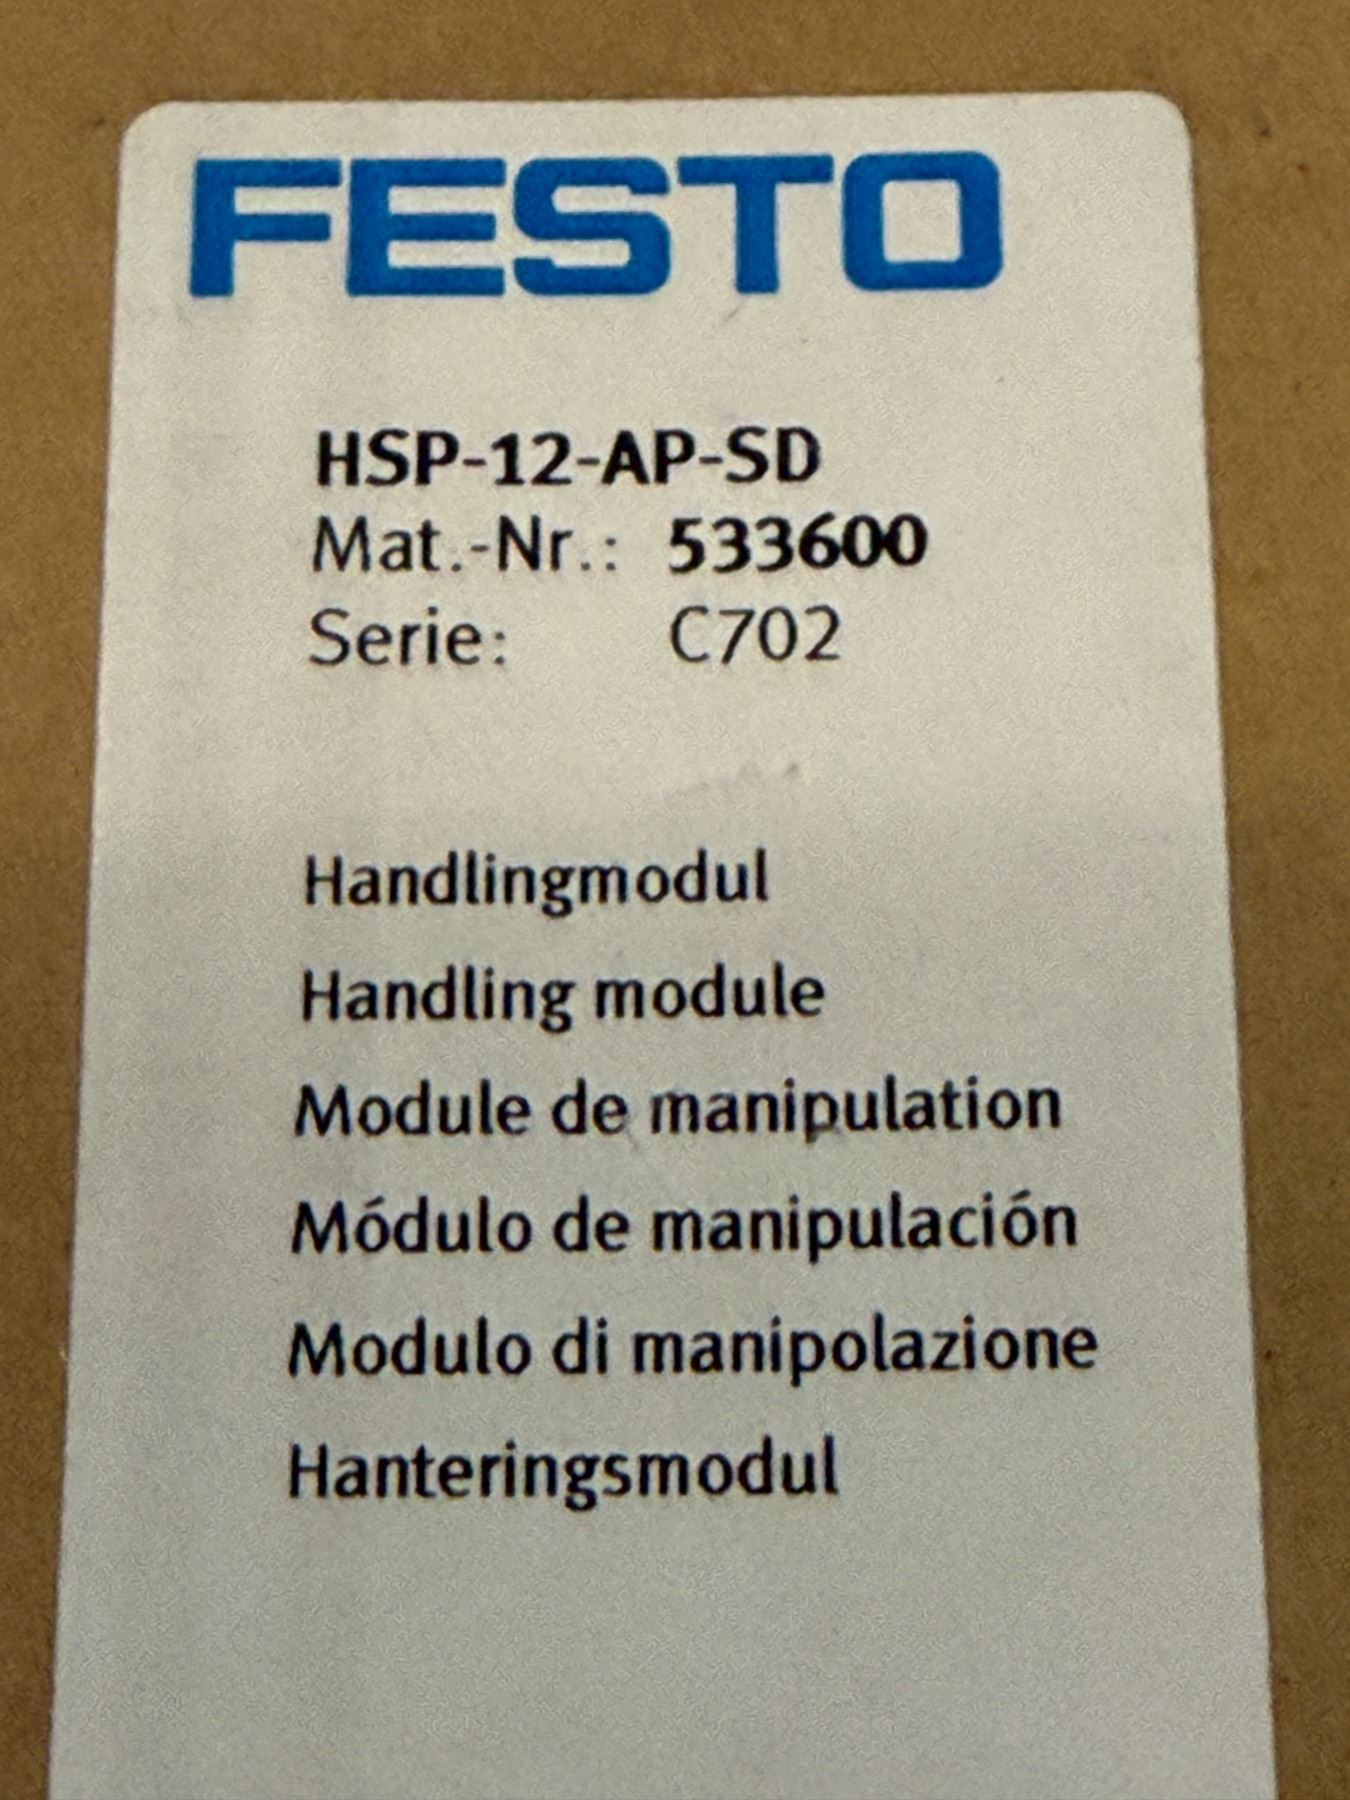 FESTO
HSP-12-AP-SD
Mat.-Nr.: 533600
Serie: C702
Handlingmodul
Handling module
Module de manipulation
Módulo de manipulación
Modulo di manipolazione
Hanteringsmodul